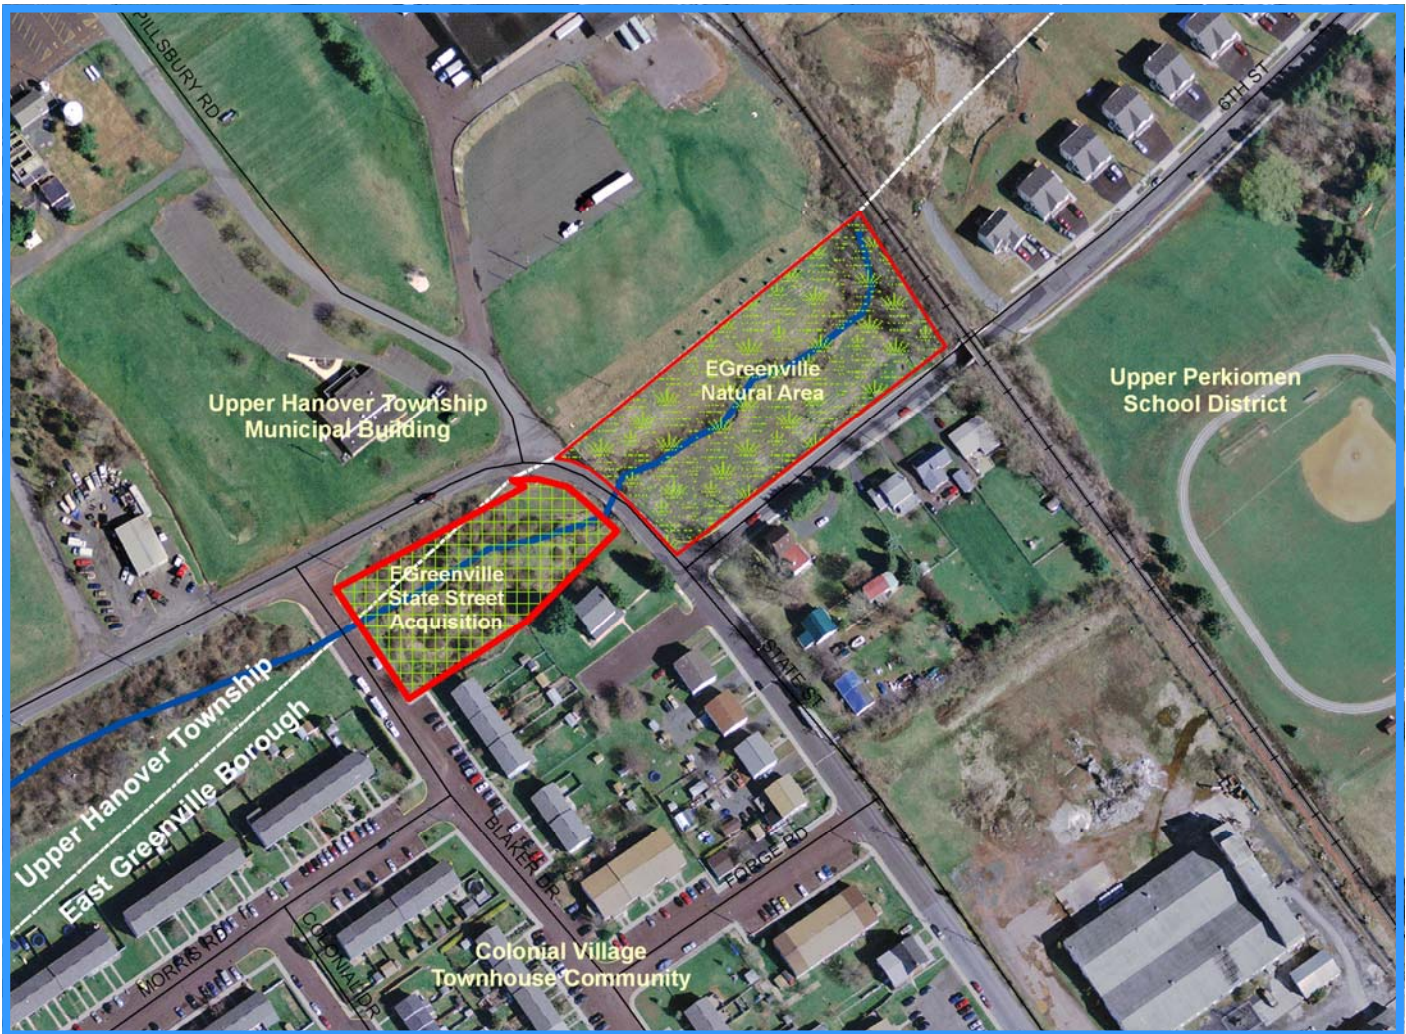 PILLSBURY RD
6TH ST
EGreenville
Natural Area
Upper Perkiomen
School District
Upper Hanover Township
Municipal Building
EGreenville
State Street
Acquisition
STATE ST
Upper Hanover Township
East Greenville Borough
BLAKER DR
FORGE RD
MORRIS RD
COLONIAL DR
Colonial Village
Townhouse Community